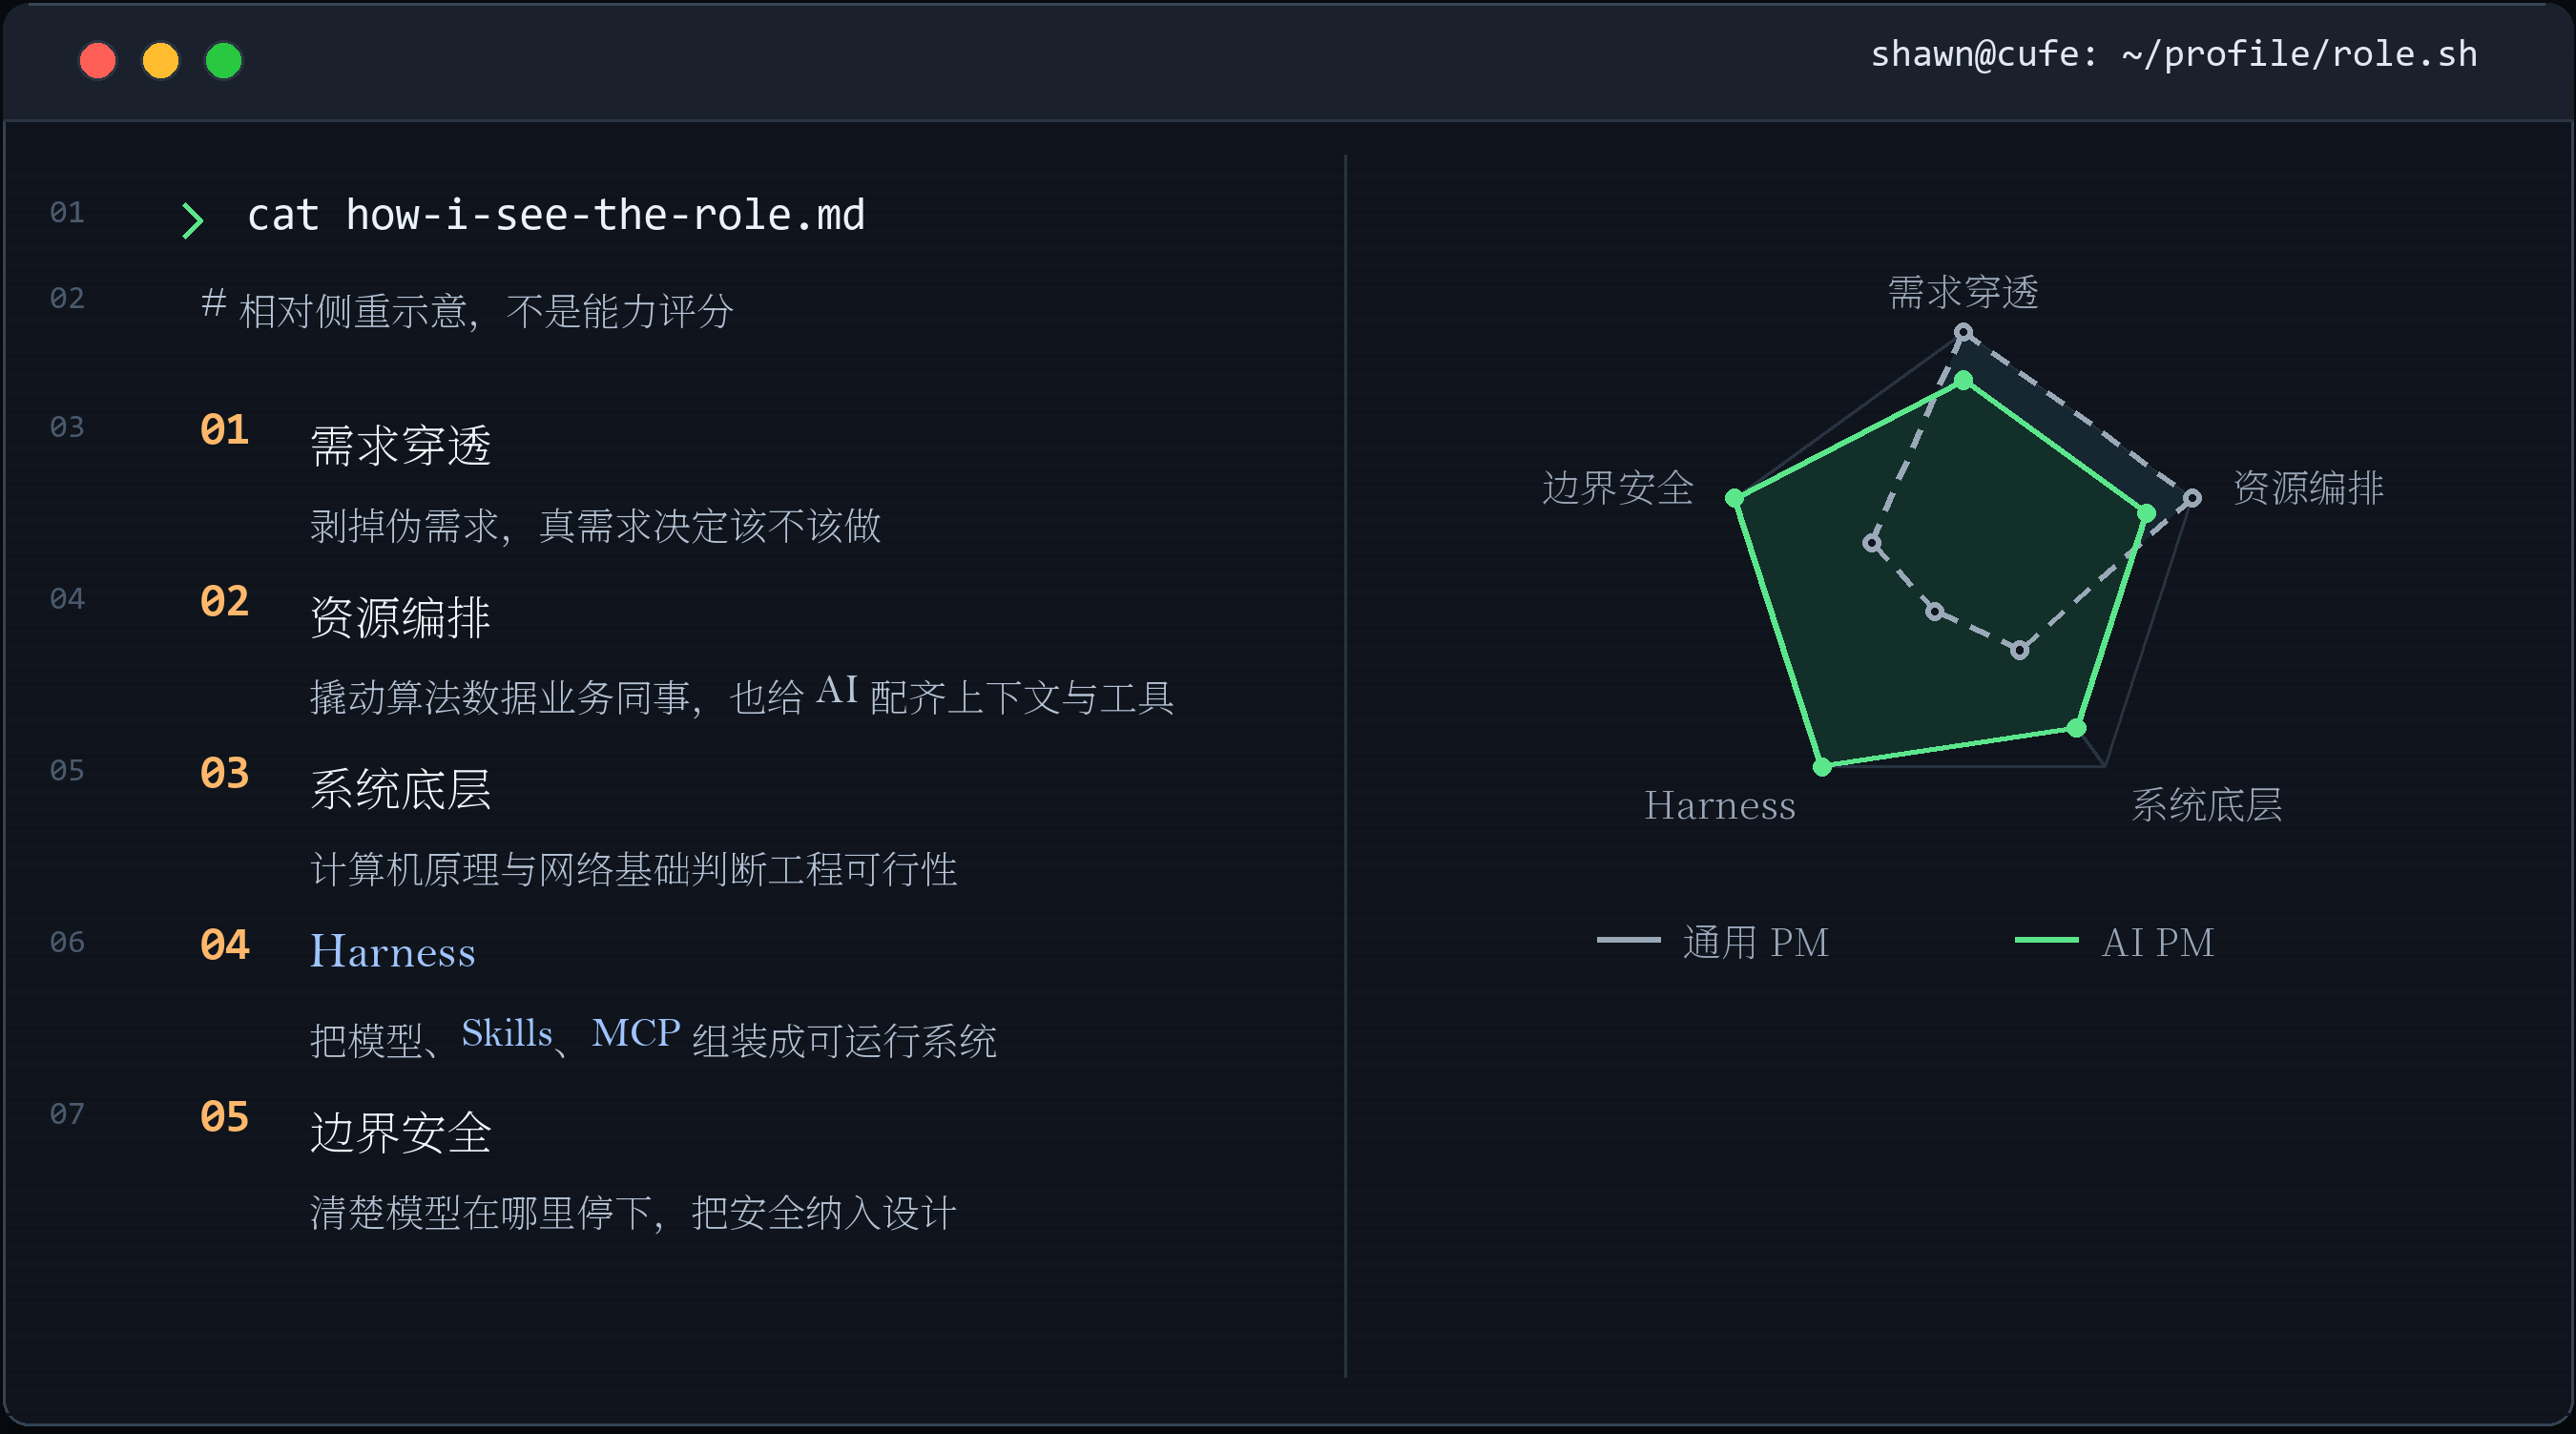 shawn@cufe: ~/profile/role.sh
01 cat how-i-see-the-role.md
02 # 相对侧重示意，不是能力评分
03 01 需求穿透
剥掉伪需求，真需求决定该不该做
04 02 资源编排
撬动算法数据业务同事，也给 AI 配齐上下文与工具
05 03 系统底层
计算机原理与网络基础判断工程可行性
06 04 Harness
把模型、Skills、MCP 组装成可运行系统
07 05 边界安全
清楚模型在哪里停下，把安全纳入设计
需求穿透
边界安全
资源编排
Harness
系统底层
通用 PM
AI PM